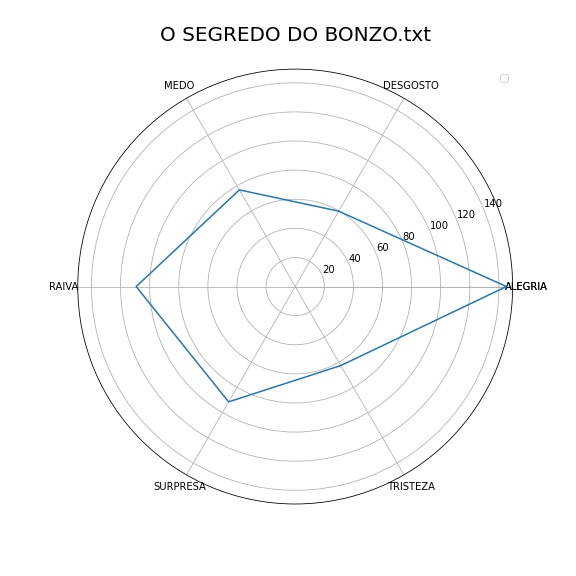 O SEGREDO DO BONZO.txt
MEDO
DESGOSTO
140
120
100
80
60
40
20
RAIVA
ALEGRIA
SURPRESA
TRISTEZA